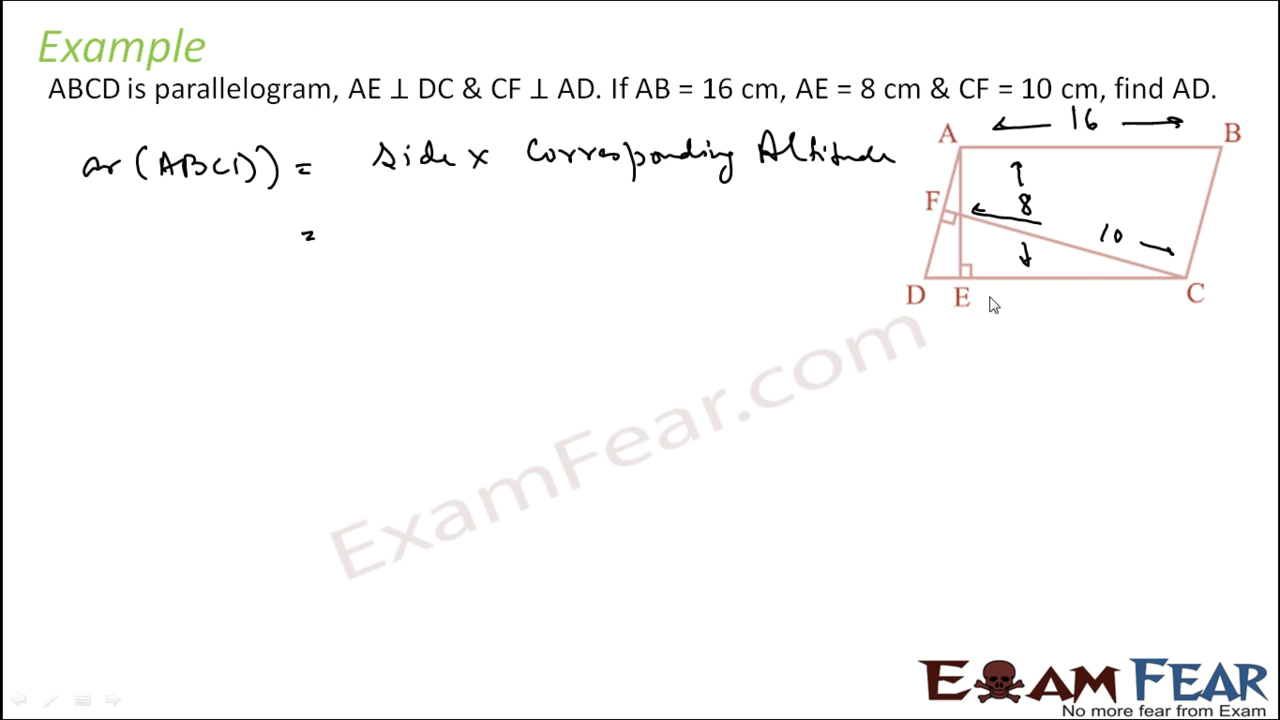 Example
ABCD is parallelogram, AE ⊥ DC & CF ⊥ AD. If AB = 16 cm, AE = 8 cm & CF = 10 cm, find AD.
ar (ABCD) = Side x Corresponding Altitude
=
16
A B
F 8
10
D E C
ExamFear.com
EXAM FEAR
No more fear from Exam